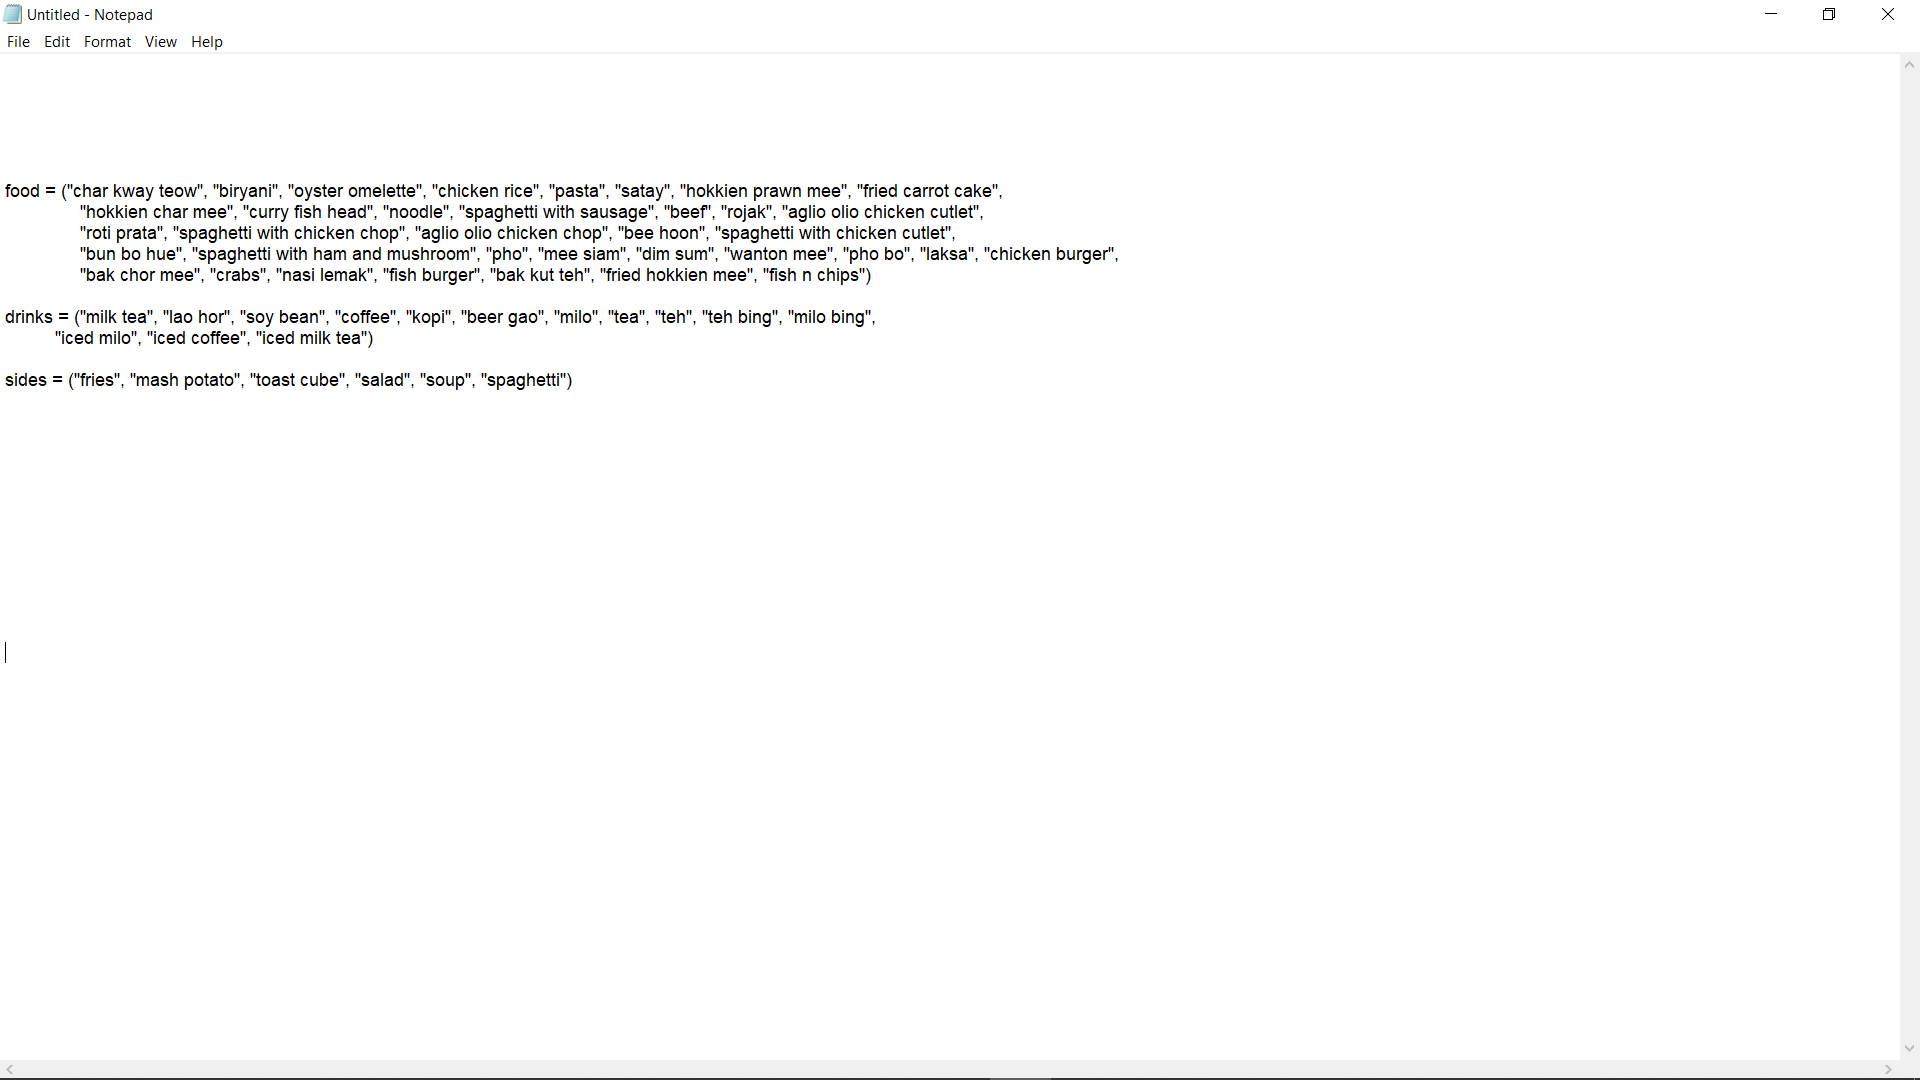 Untitled - Notepad
File Edit Format View Help
food = ("char kway teow", "biryani", "oyster omelette", "chicken rice", "pasta", "satay", "hokkien prawn mee", "fried carrot cake",
"hokkien char mee", "curry fish head", "noodle", "spaghetti with sausage", "beef", "rojak", "aglio olio chicken cutlet",
"roti prata", "spaghetti with chicken chop", "aglio olio chicken chop", "bee hoon", "spaghetti with chicken cutlet",
"bun bo hue", "spaghetti with ham and mushroom", "pho", "mee siam", "dim sum", "wanton mee", "pho bo", "laksa", "chicken burger",
"bak chor mee", "crabs", "nasi lemak", "fish burger", "bak kut teh", "fried hokkien mee", "fish n chips")
drinks = ("milk tea", "lao hor", "soy bean", "coffee", "kopi", "beer gao", "milo", "tea", "teh", "teh bing", "milo bing",
"iced milo", "iced coffee", "iced milk tea")
sides = ("fries", "mash potato", "toast cube", "salad", "soup", "spaghetti")